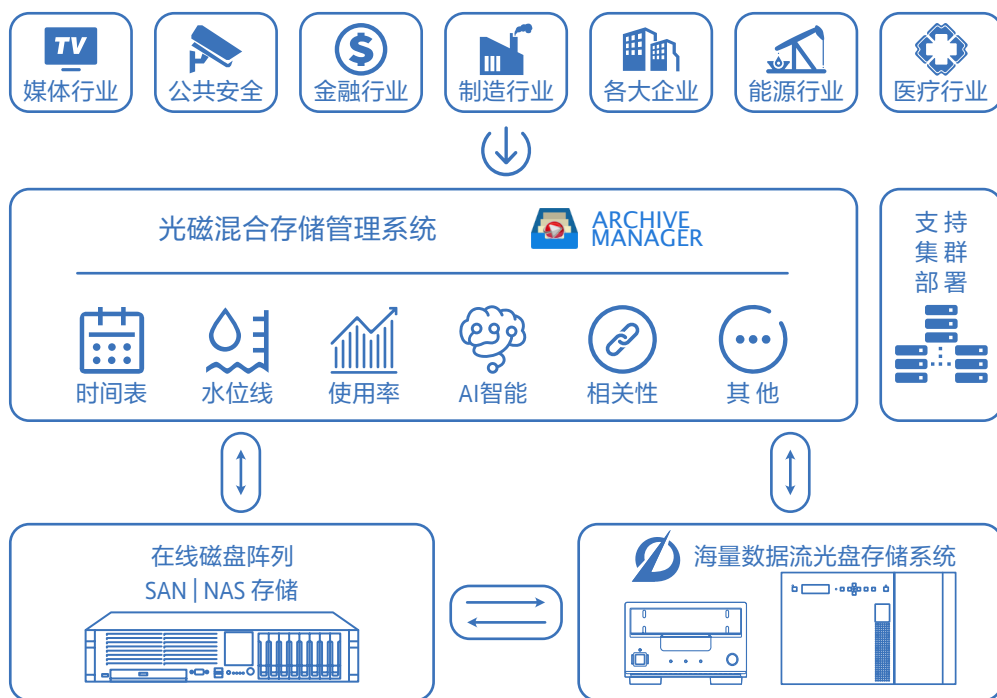 TV
媒体行业
公共安全
金融行业
制造行业
各大企业
能源行业
医疗行业
光磁混合存储管理系统
ARCHIVE
MANAGER
时间表
水位线
使用率
AI智能
相关性
其他
支持
集群
部署
在线磁盘阵列
SAN | NAS 存储
海量数据流光盘存储系统